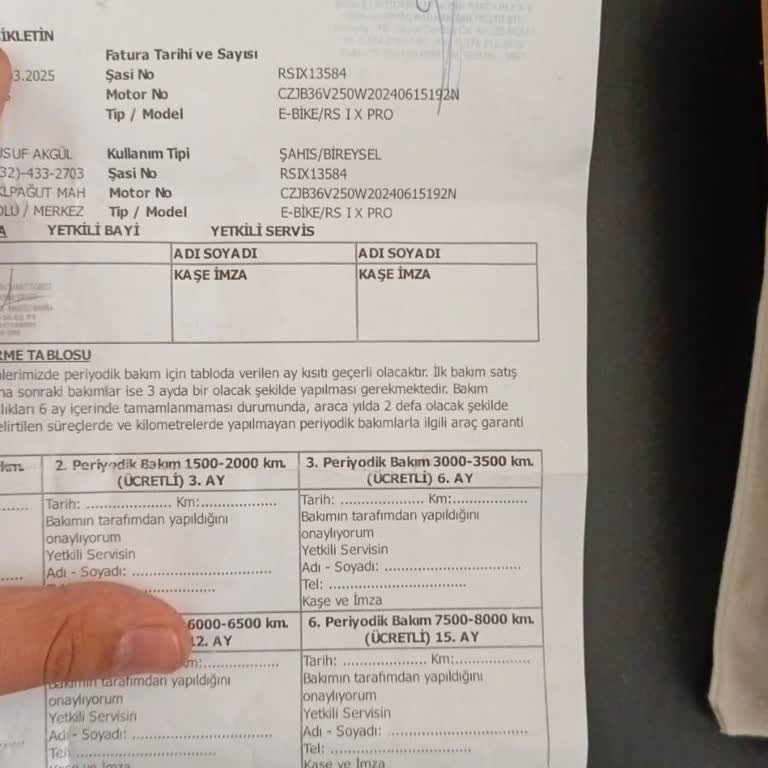 İKLETİN
Fatura Tarihi ve Sayısı
3.2025 Şasi No RSIX13584
Motor No CZJB36V250W20240615192N
Tip / Model E-BIKE/RS I X PRO
USUF AKGÜL Kullanım Tipi ŞAHIS/BİREYSEL
32)-433-2703 Şasi No RSIX13584
LPAĞUT MAH Motor No CZJB36V250W20240615192N
OLU / MERKEZ Tip / Model E-BIKE/RS I X PRO
A YETKİLİ BAYİ YETKİLİ SERVİS
ADI SOYADI ADI SOYADI
KAŞE İMZA KAŞE İMZA
RME TABLOSU
lerimizde periyodik bakım için tabloda verilen ay kısıtı geçerli olacaktır. İlk bakım satış
na sonraki bakımlar ise 3 ayda bir olacak şekilde yapılması gerekmektedir. Bakım
lıkları 6 ay içerinde tamamlanmaması durumunda, araca yılda 2 defa olacak şekilde
elirtilen süreçlerde ve kilometrelerde yapılmayan periyodik bakımlarla ilgili araç garanti
km. 2. Periyodik Bakım 1500-2000 km. 3. Periyodik Bakım 3000-3500 km.
(ÜCRETLİ) 3. AY (ÜCRETLİ) 6. AY
Tarih: .................... Km:.................. Tarih: .................... Km:..................
Bakımın tarafımdan yapıldığını Bakımın tarafımdan yapıldığını
onaylıyorum onaylıyorum
Yetkili Servisin Yetkili Servisin
Adı - Soyadı: ................................. Adı - Soyadı: .................................
Tel: .................................
Kaşe ve İmza
6000-6500 km. 6. Periyodik Bakım 7500-8000 km.
12. AY (ÜCRETLİ) 15. AY
Km:.................. Tarih: .................... Km:..................
Bakımın tarafımdan yapıldığını Bakımın tarafımdan yapıldığını
onaylıyorum onaylıyorum
Yetkili Servisin Yetkili Servisin
Adı - Soyadı: ................................. Adı - Soyadı: .................................
Tel: ................................. Tel: .................................
Kaşe ve İmza Kaşe ve İmza